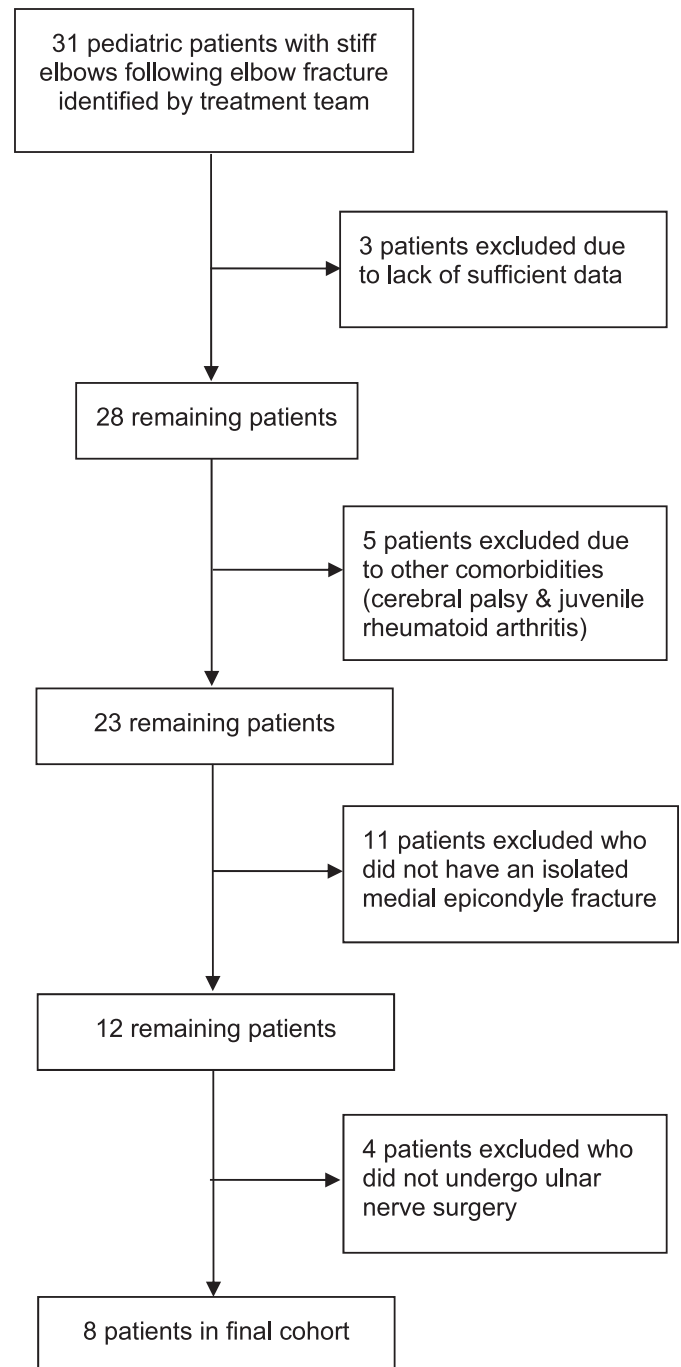 31 pediatric patients with stiff
elbows following elbow fracture
identified by treatment team
3 patients excluded due
to lack of sufficient data
28 remaining patients
5 patients excluded due
to other comorbidities
(cerebral palsy & juvenile
rheumatoid arthritis)
23 remaining patients
11 patients excluded who
did not have an isolated
medial epicondyle fracture
12 remaining patients
4 patients excluded who
did not undergo ulnar
nerve surgery
8 patients in final cohort